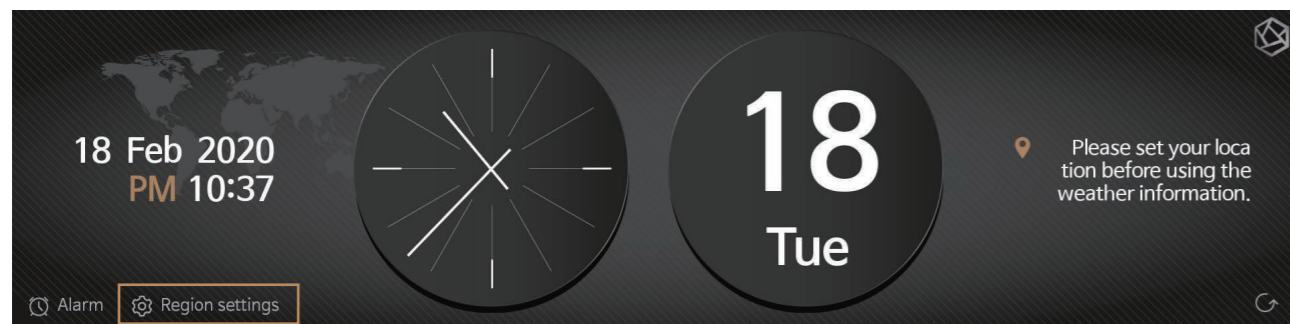 18 Feb 2020
PM 10:37
18
Tue
Please set your loca
tion before using the
weather information.
Alarm
Region settings